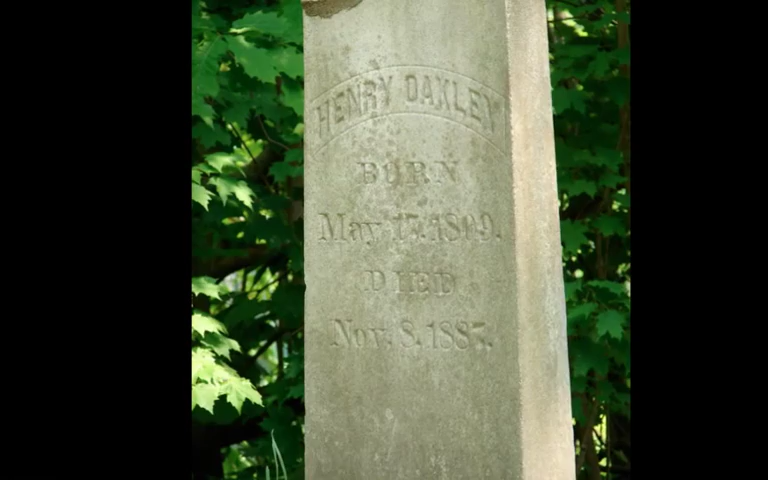 HENRY OAKLEY
BORN
May 17. 1809.
DIED
Nov. 8. 1887.